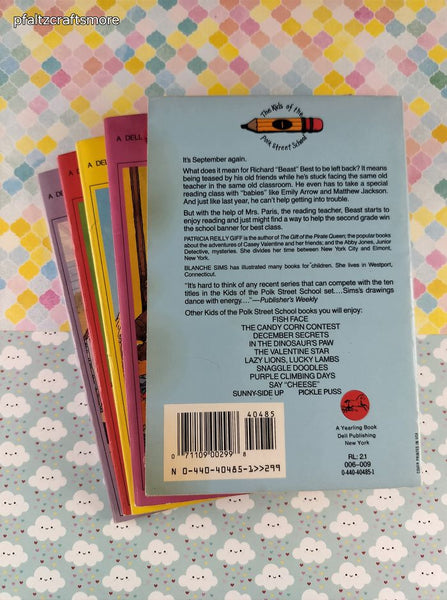 pfaltzcraftsmore
A DELL
A DELL
A DELL
A DELL
The Kids of the
1
Polk Street School
It's September again.
What does it mean for Richard "Beast" Best to be left back? It means
being teased by his old friends while he's stuck facing the same old
teacher in the same old classroom. He even has to take a special
reading class with "babies" like Emily Arrow and Matthew Jackson.
And just like last year, he can't help getting into trouble.
But with the help of Mrs. Paris, the reading teacher, Beast starts to
enjoy reading and just might find a way to help the second grade win
the school banner for best class.
PATRICIA REILLY GIFF is the author of The Gift of the Pirate Queen; the popular books
about the adventures of Casey Valentine and her friends; and the Abby Jones, Junior
Detective, mysteries. She divides her time between New York City and Elmont,
New York.
BLANCHE SIMS has illustrated many books for children. She lives in Westport,
Connecticut.
"It's hard to think of any recent series that can compete with the ten
titles in the Kids of the Polk Street School set....Sims's drawings
dance with energy...."—Publisher's Weekly
Other Kids of the Polk Street School books you will enjoy:
FISH FACE
THE CANDY CORN CONTEST
DECEMBER SECRETS
IN THE DINOSAUR'S PAW
THE VALENTINE STAR
LAZY LIONS, LUCKY LAMBS
SNAGGLE DOODLES
PURPLE CLIMBING DAYS
SAY "CHEESE"
SUNNY-SIDE UP PICKLE PUSS
40485
0 71109 00299 8
N 0-440-40485-1>>299
A Yearling Book
Dell Publishing
New York
RL: 2.1
006-009
0-440-40485-1
COVER PRINTED IN USA